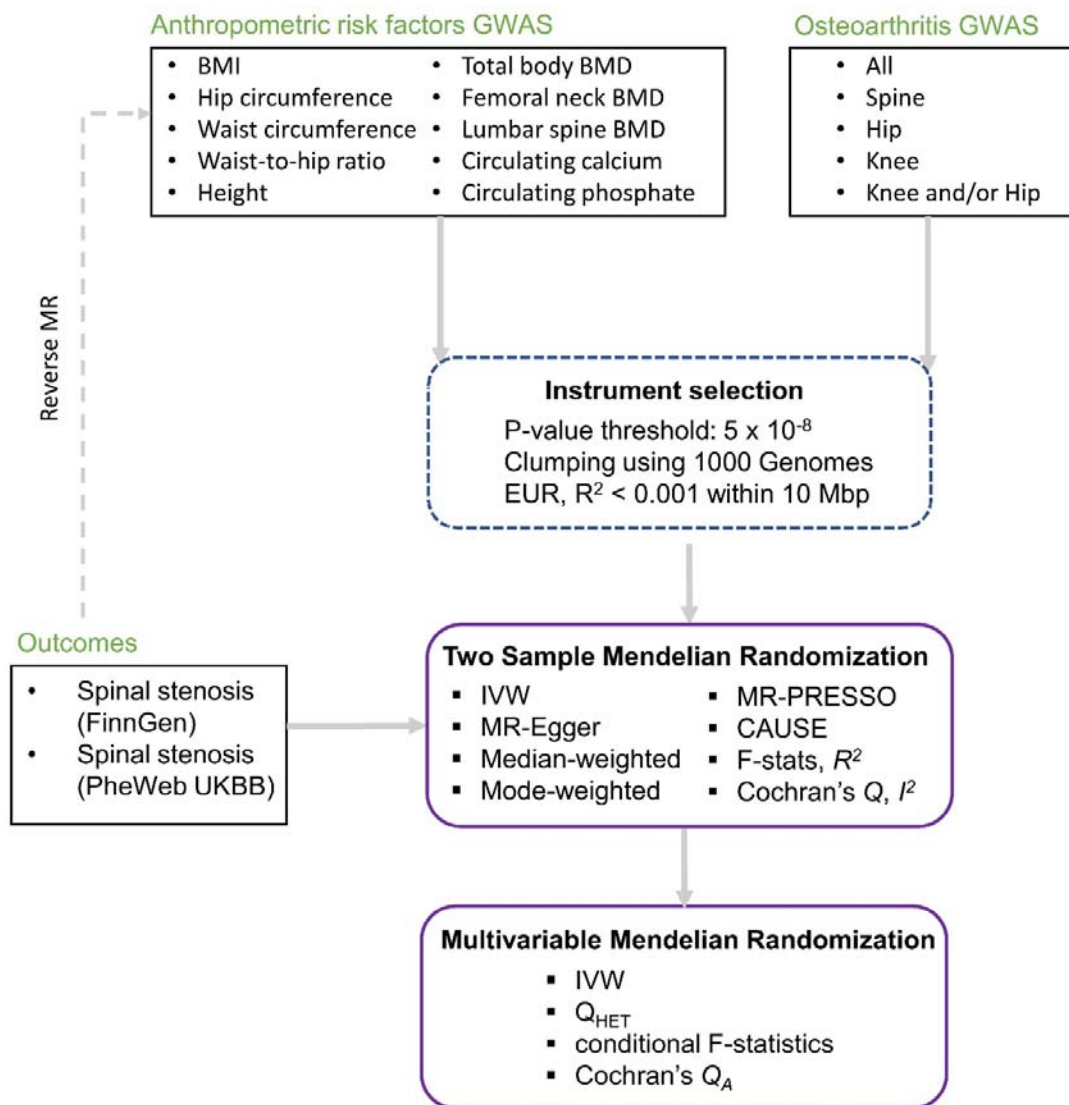 Anthropometric risk factors GWAS
• BMI
• Hip circumference
• Waist circumference
• Waist-to-hip ratio
• Height
• Total body BMD
• Femoral neck BMD
• Lumbar spine BMD
• Circulating calcium
• Circulating phosphate
Osteoarthritis GWAS
• All
• Spine
• Hip
• Knee
• Knee and/or Hip
Reverse MR
Instrument selection
P-value threshold: 5 x 10⁻⁸
Clumping using 1000 Genomes
EUR, R² < 0.001 within 10 Mbp
Outcomes
• Spinal stenosis
(FinnGen)
• Spinal stenosis
(PheWeb UKBB)
Two Sample Mendelian Randomization
▪ IVW
▪ MR-Egger
▪ Median-weighted
▪ Mode-weighted
▪ MR-PRESSO
▪ CAUSE
▪ F-stats, R²
▪ Cochran's Q, I²
Multivariable Mendelian Randomization
▪ IVW
▪ Q_HET
▪ conditional F-statistics
▪ Cochran's Q_A